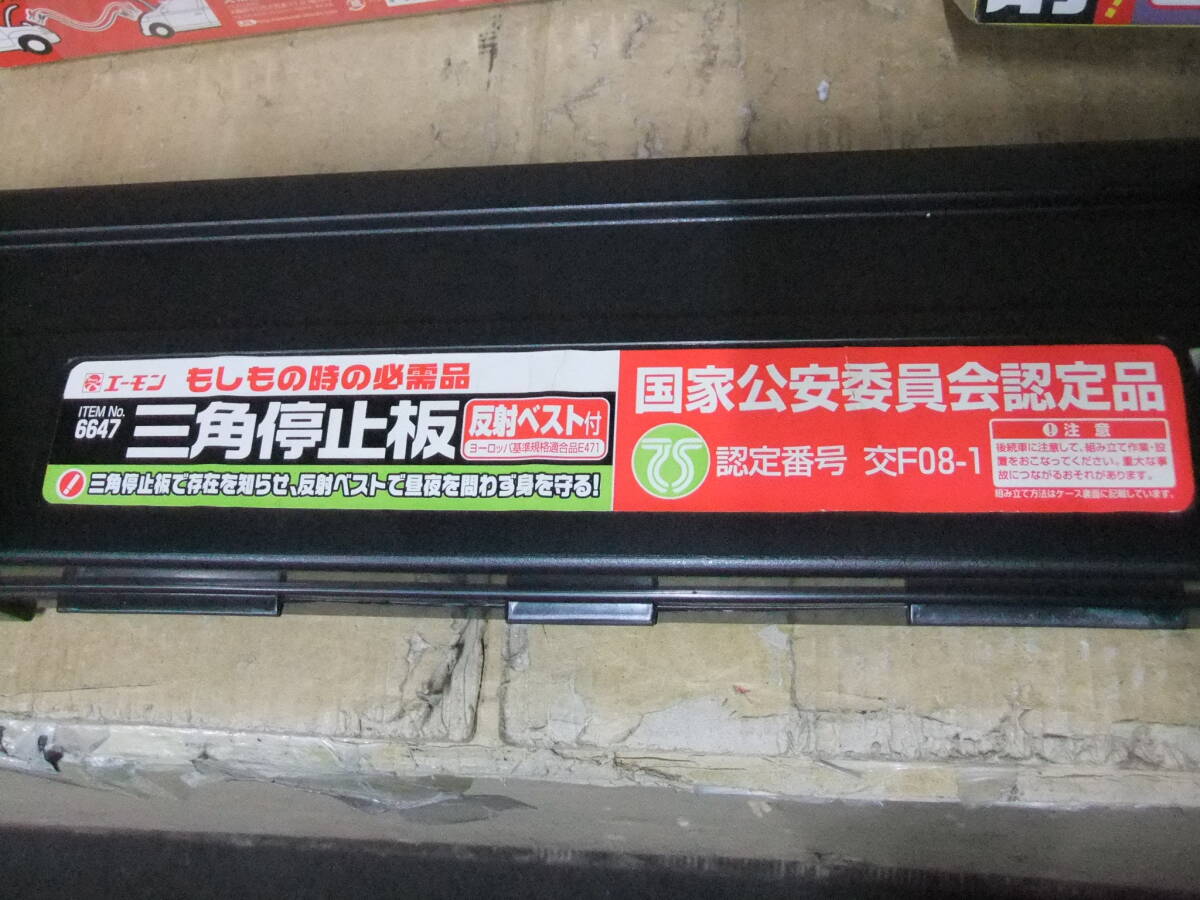 射!
エーモン もしもの時の必需品
ITEM No.
6647
三角停止板
反射ベスト付
ヨーロッパ基準規格適合品E471
三角停止板で存在を知らせ、反射ベストで昼夜を問わず身を守る!
国家公安委員会認定品
認定番号 交F08-1
注意
後続車に注意して、組み立て作業・設
置をおこなってください。重大な事
故につながるおそれがあります。
組み立て方法はケース裏面に記載しています。